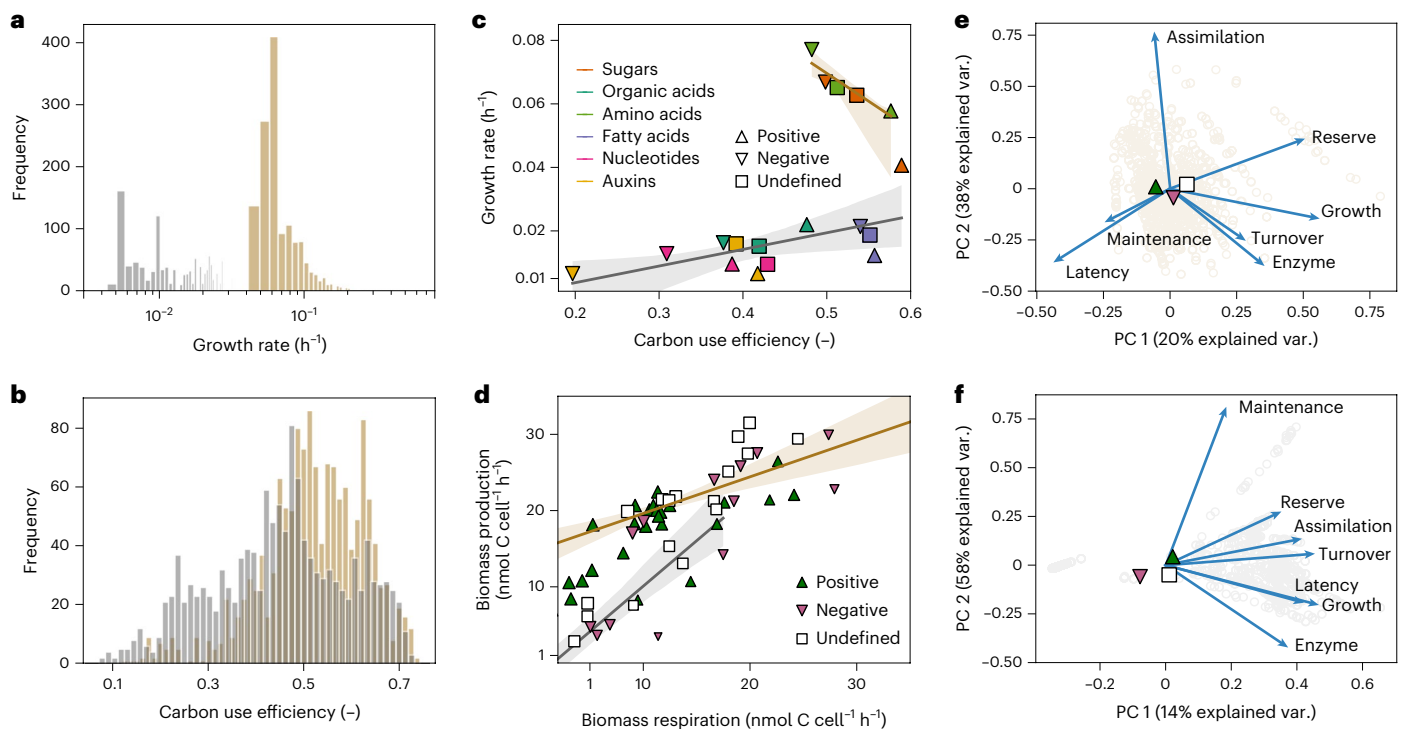 a
400
300
200
100
0
Frequency
10⁻²
10⁻¹
Growth rate (h⁻¹)
b
80
60
40
20
0
Frequency
0.1
0.3
0.5
0.7
Carbon use efficiency (–)
c
0.08
0.06
0.04
0.02
0.01
Growth rate (h⁻¹)
Sugars
Organic acids
Amino acids
Fatty acids
Nucleotides
Auxins
Positive
Negative
Undefined
0.2
0.3
0.4
0.5
0.6
Carbon use efficiency (–)
d
30
20
10
1
Biomass production
(nmol C cell⁻¹ h⁻¹)
Positive
Negative
Undefined
1
10
20
30
Biomass respiration (nmol C cell⁻¹ h⁻¹)
e
0.75
0.50
0.25
0
−0.25
−0.50
PC 2 (38% explained var.)
Assimilation
Reserve
Growth
Turnover
Enzyme
Maintenance
Latency
−0.50
−0.25
0
0.25
0.50
0.75
PC 1 (20% explained var.)
f
0.75
0.50
0.25
0
−0.25
−0.50
PC 2 (58% explained var.)
Maintenance
Reserve
Assimilation
Turnover
Latency
Growth
Enzyme
−0.2
0
0.2
0.4
0.6
PC 1 (14% explained var.)